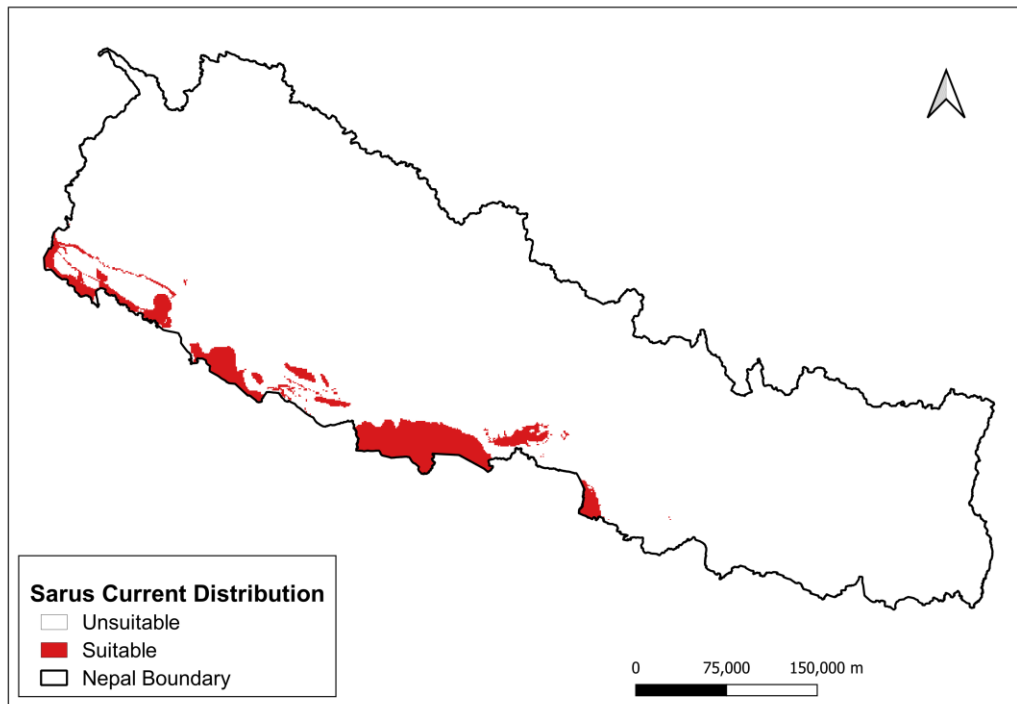 Sarus Current Distribution
Unsuitable
Suitable
Nepal Boundary
0 75,000 150,000 m